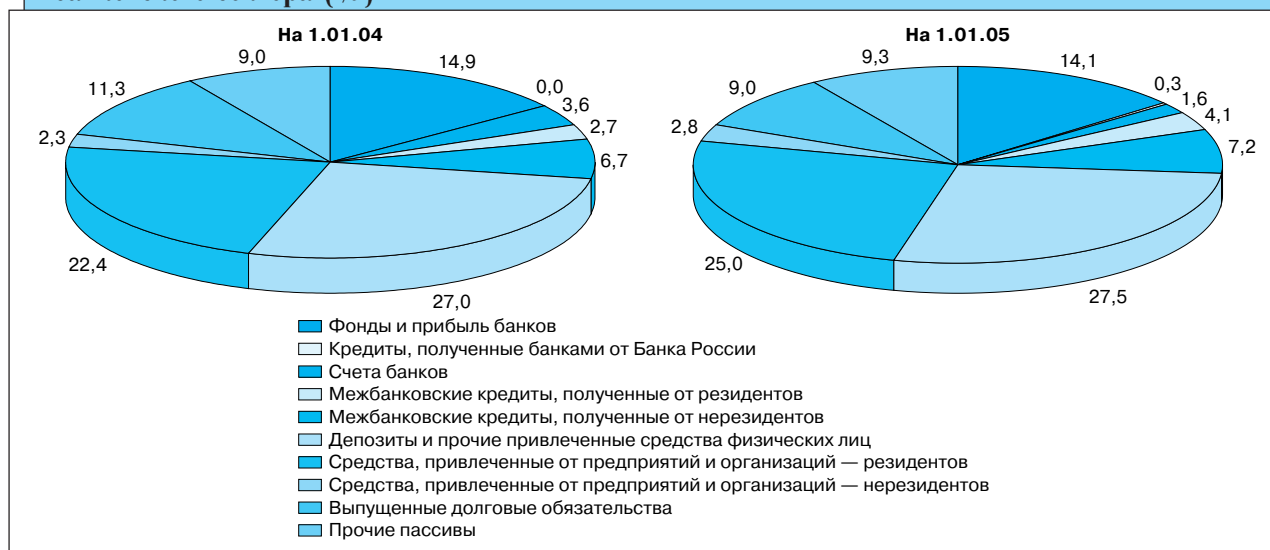 На 1.01.04
9,0
14,9
0,0
3,6
2,7
6,7
27,0
22,4
2,3
11,3
На 1.01.05
9,3
14,1
0,3
1,6
4,1
7,2
27,5
25,0
2,8
9,0
Фонды и прибыль банков
Кредиты, полученные банками от Банка России
Счета банков
Межбанковские кредиты, полученные от резидентов
Межбанковские кредиты, полученные от нерезидентов
Депозиты и прочие привлеченные средства физических лиц
Средства, привлеченные от предприятий и организаций — резидентов
Средства, привлеченные от предприятий и организаций — нерезидентов
Выпущенные долговые обязательства
Прочие пассивы